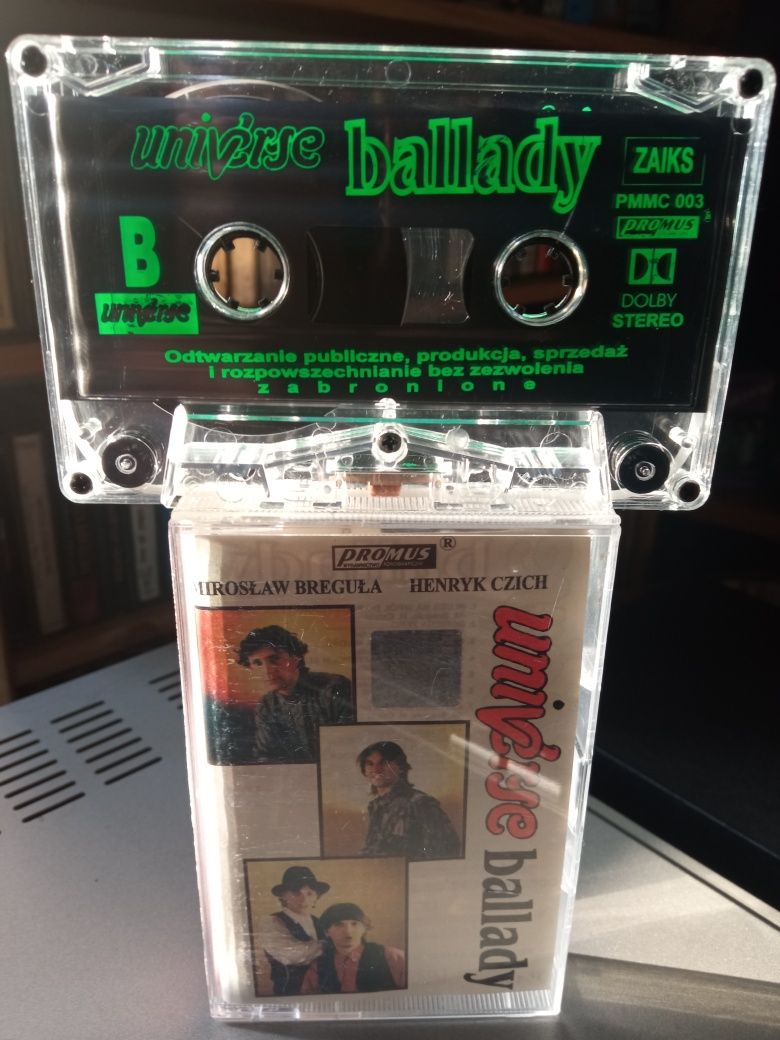 universe ballady
ZAIKS
PMMC 003
PROMUS
B
universe
DOLBY
STEREO
Odtwarzanie publiczne, produkcja, sprzedaż
i rozpowszechnianie bez zezwolenia
zabronione
PROMUS®
MIROSŁAW BREGUŁA HENRYK CZICH
universe ballady